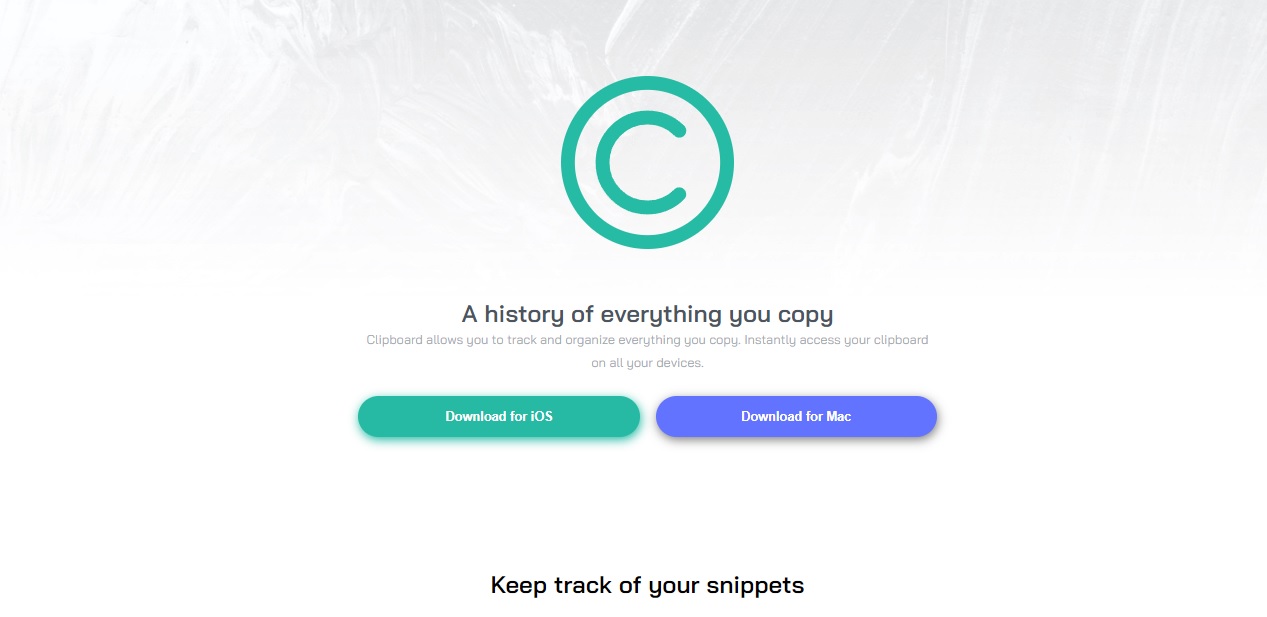 A history of everything you copy
Clipboard allows you to track and organize everything you copy. Instantly access your clipboard
on all your devices.
Download for iOS
Download for Mac
Keep track of your snippets